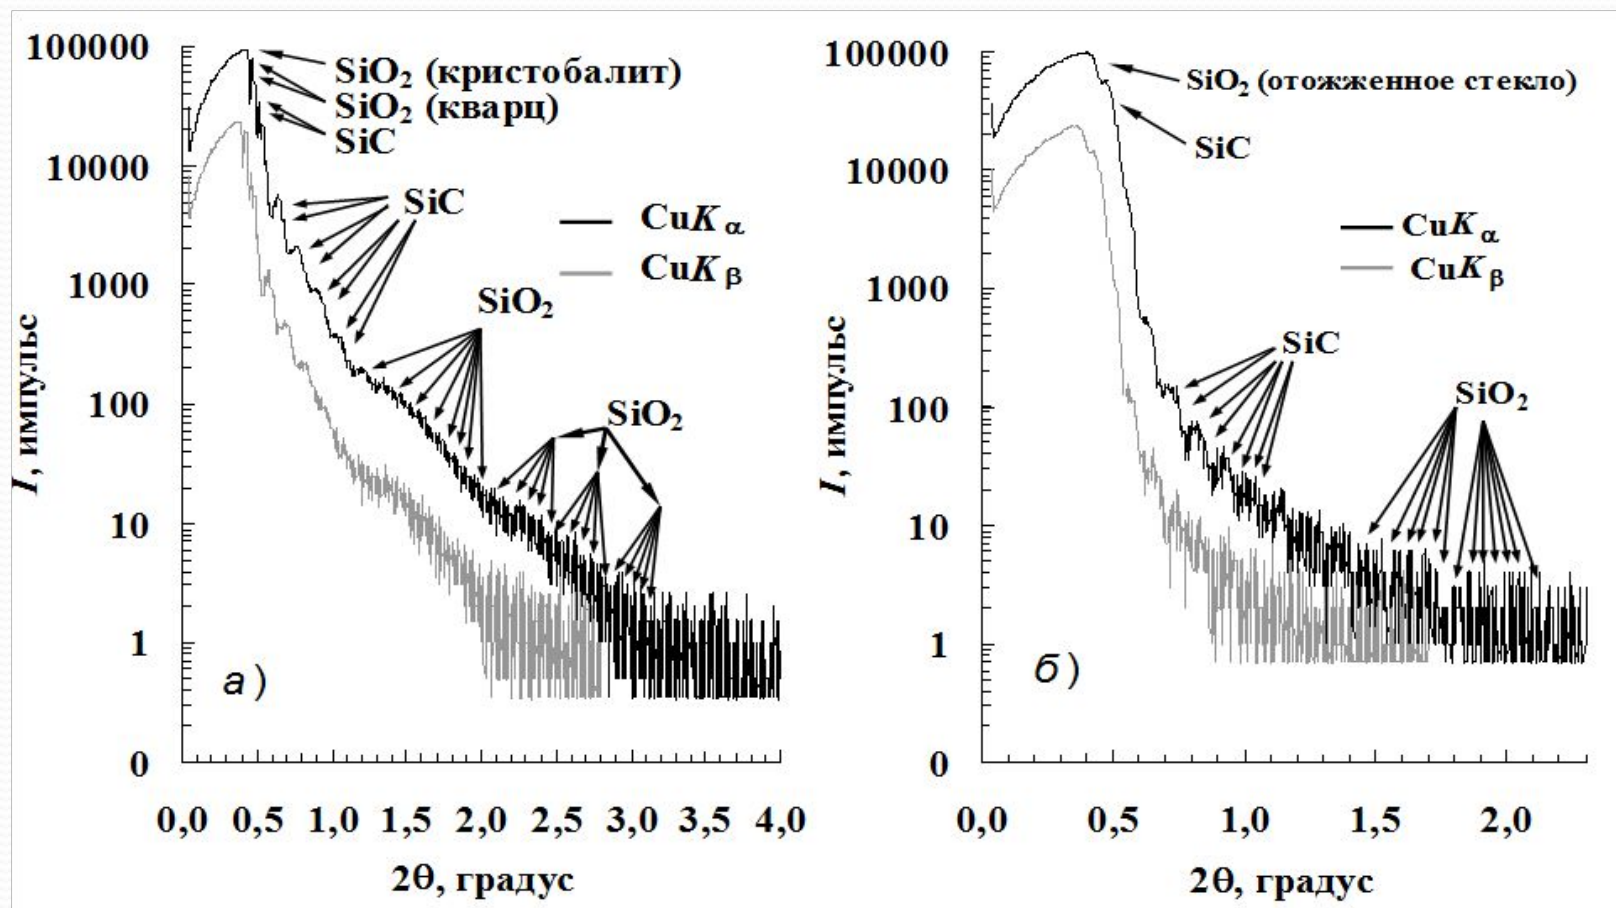 100000
10000
1000
100
10
1
0
I, импульс
SiO2 (кристобалит)
SiO2 (кварц)
SiC
SiC
CuKα
CuKβ
SiO2
SiO2
а)
0,0 0,5 1,0 1,5 2,0 2,5 3,0 3,5 4,0
2θ, градус
100000
10000
1000
100
10
1
0
I, импульс
SiO2 (отожженное стекло)
SiC
CuKα
CuKβ
SiC
SiO2
б)
0,0 0,5 1,0 1,5 2,0
2θ, градус